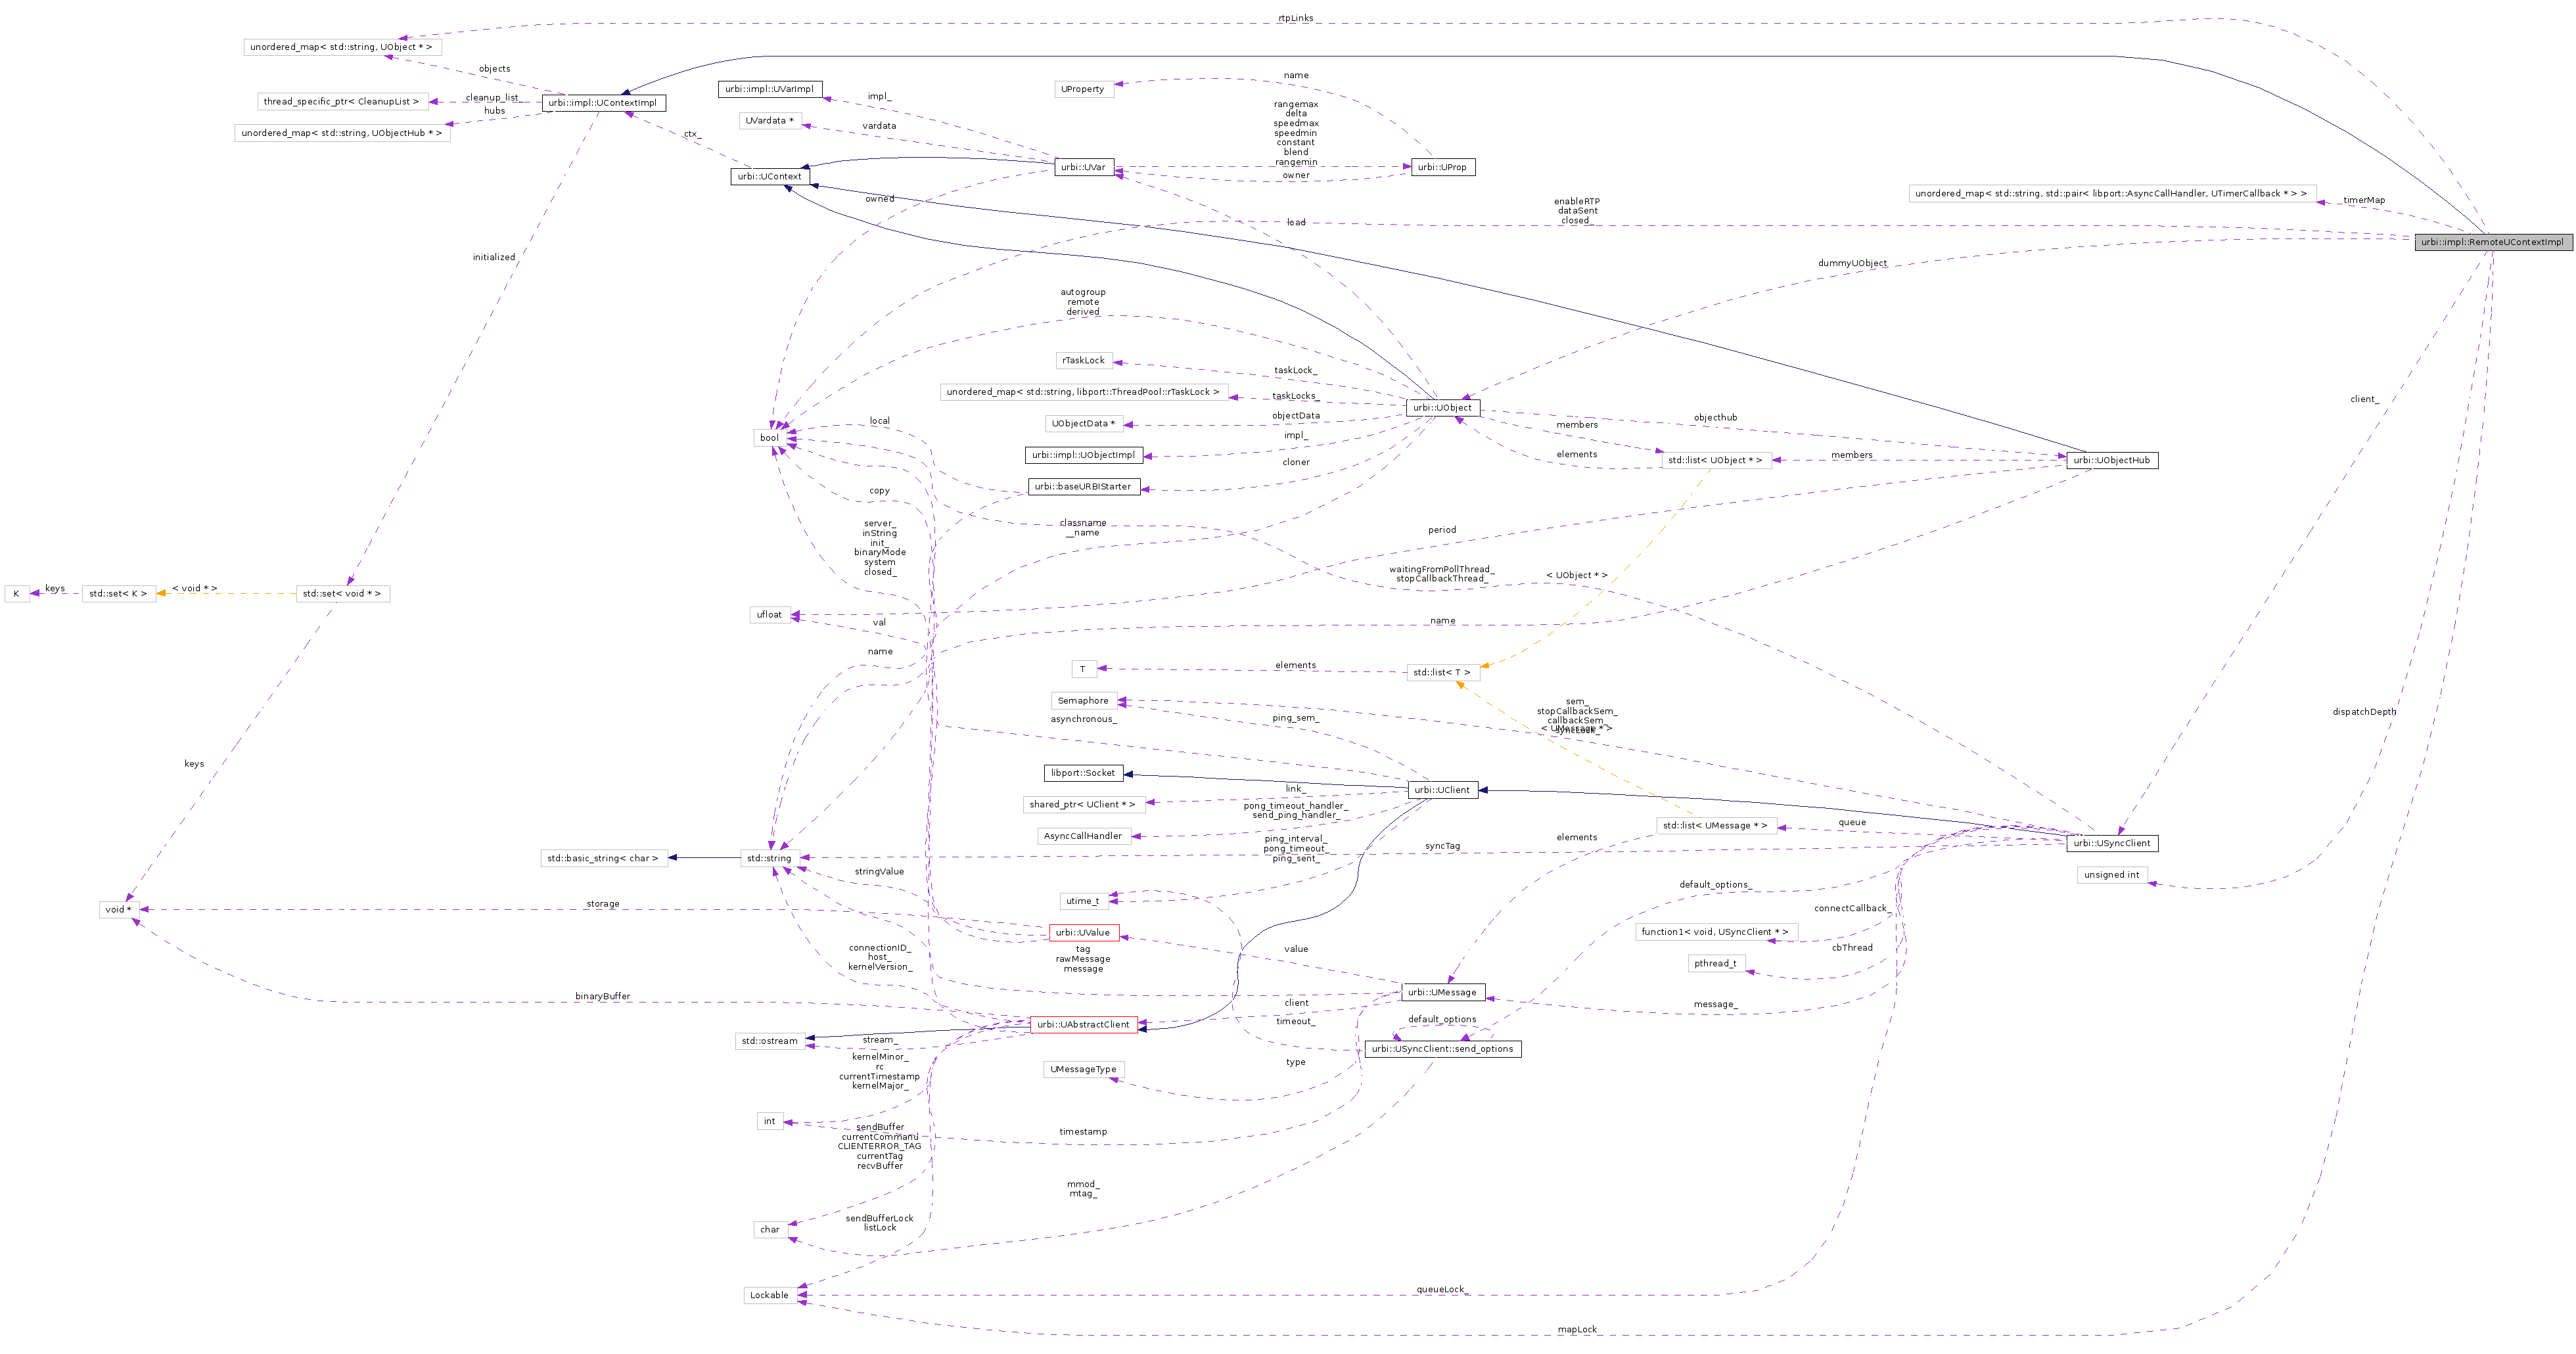 rtpLinks
unordered_map< std::string, UObject * >
objects
urbi::impl::UVarImpl
UProperty
name
thread_specific_ptr< CleanupList >
cleanup_list_
urbi::impl::UContextImpl
impl_
hubs
unordered_map< std::string, UObjectHub * >
ctx_
UVardata *
vardata
rangemax
delta
speedmax
speedmin
constant
blend
rangemin
urbi::UContext
urbi::UVar
owner
urbi::UProp
unordered_map< std::string, std::pair< libport::AsyncCallHandler, UTimerCallback * > >
timerMap
owned
load
enableRTP
dataSent
closed_
urbi::impl::RemoteUContextImpl
initialized
dummyUObject
autogroup
remote
derived
rTaskLock
taskLock_
unordered_map< std::string, libport::ThreadPool::rTaskLock >
taskLocks_
urbi::UObject
client_
local
UObjectData *
objectData
members
objecthub
bool
urbi::impl::UObjectImpl
impl_
elements
std::list< UObject * >
members
urbi::UObjectHub
cloner
copy
urbi::baseURBIStarter
server_
inString
init_
binaryMode
system
closed_
classname
__name
period
waitingFromPollThread_
stopCallbackThread_
< UObject * >
K
keys
std::set< K >
< void * >
std::set< void * >
ufloat
val
name
name
T
elements
std::list< T >
Semaphore
asynchronous_
ping_sem_
sem_
stopCallbackSem_
callbackSem_
syncLock_
< UMessage * >
dispatchDepth
keys
libport::Socket
link_
urbi::UClient
shared_ptr< UClient * >
pong_timeout_handler_
send_ping_handler_
AsyncCallHandler
std::list< UMessage * >
queue
urbi::USyncClient
ping_interval_
pong_timeout_
ping_sent_
elements
syncTag
std::basic_string< char >
std::string
stringValue
unsigned int
default_options_
utime_t
void *
storage
connectCallback_
urbi::UValue
function1< void, USyncClient * >
connectionID_
host_
kernelVersion_
tag
rawMessage
message
value
cbThread
pthread_t
binaryBuffer
urbi::UMessage
message_
client
urbi::UAbstractClient
timeout_
default_options
std::ostream
stream_
urbi::USyncClient::send_options
kernelMinor_
rc
currentTimestamp
kernelMajor_
UMessageType
type
int
sendBuffer
currentCommand
CLIENTERROR_TAG
currentTag
recvBuffer
timestamp
mmod_
mtag_
char
sendBufferLock
listLock
Lockable
queueLock_
mapLock